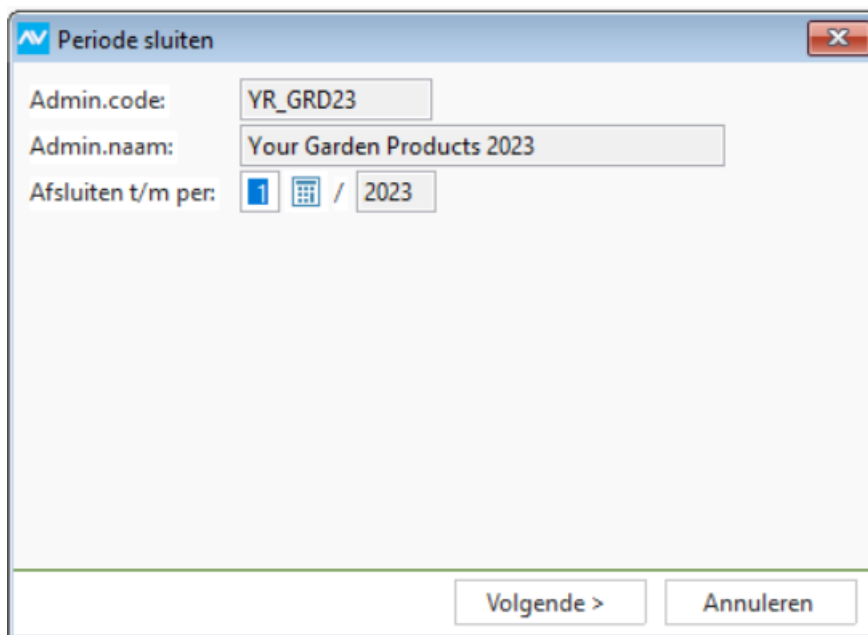 Periode sluiten
Admin.code: YR_GRD23
Admin.naam: Your Garden Products 2023
Afsluiten t/m per: 1 / 2023
Volgende > Annuleren